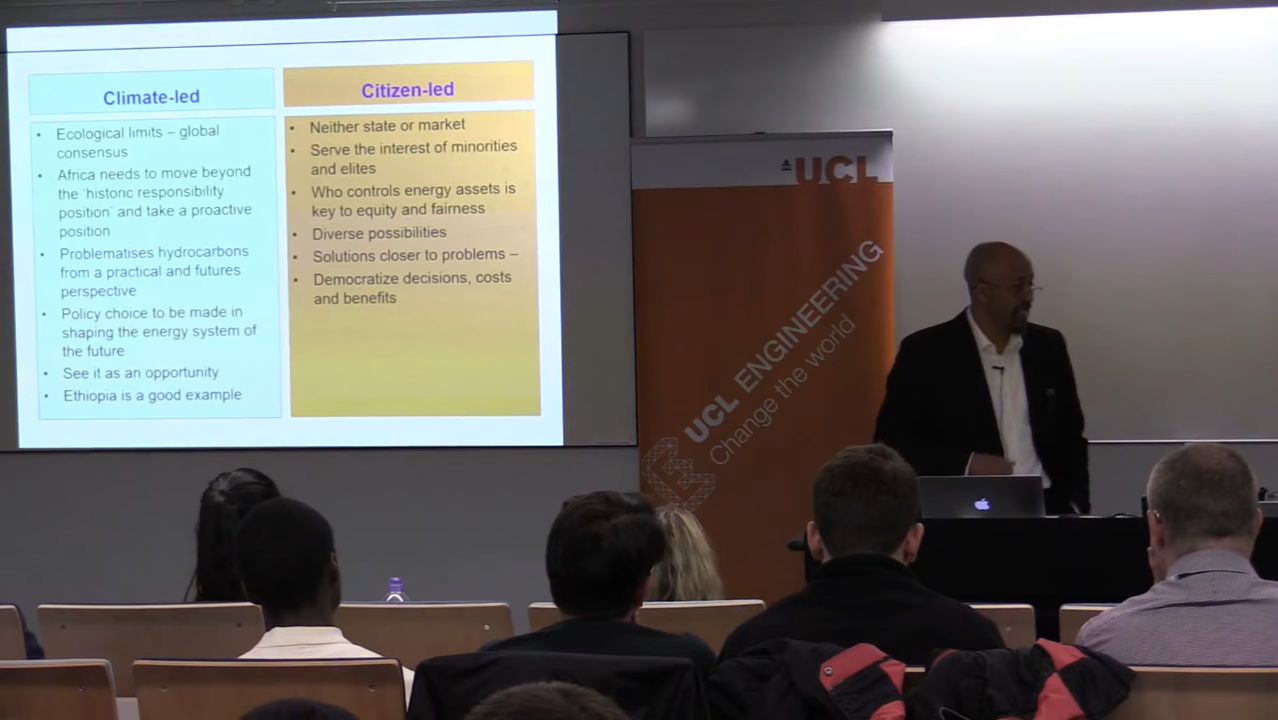 Climate-led
• Ecological limits – global
consensus
• Africa needs to move beyond
the 'historic responsibility
position' and take a proactive
position
• Problematises hydrocarbons
from a practical and futures
perspective
• Policy choice to be made in
shaping the energy system of
the future
• See it as an opportunity
• Ethiopia is a good example
Citizen-led
• Neither state or market
• Serve the interest of minorities
and elites
• Who controls energy assets is
key to equity and fairness
• Diverse possibilities
• Solutions closer to problems –
• Democratize decisions, costs
and benefits
UCL
UCL ENGINEERING
Change the world